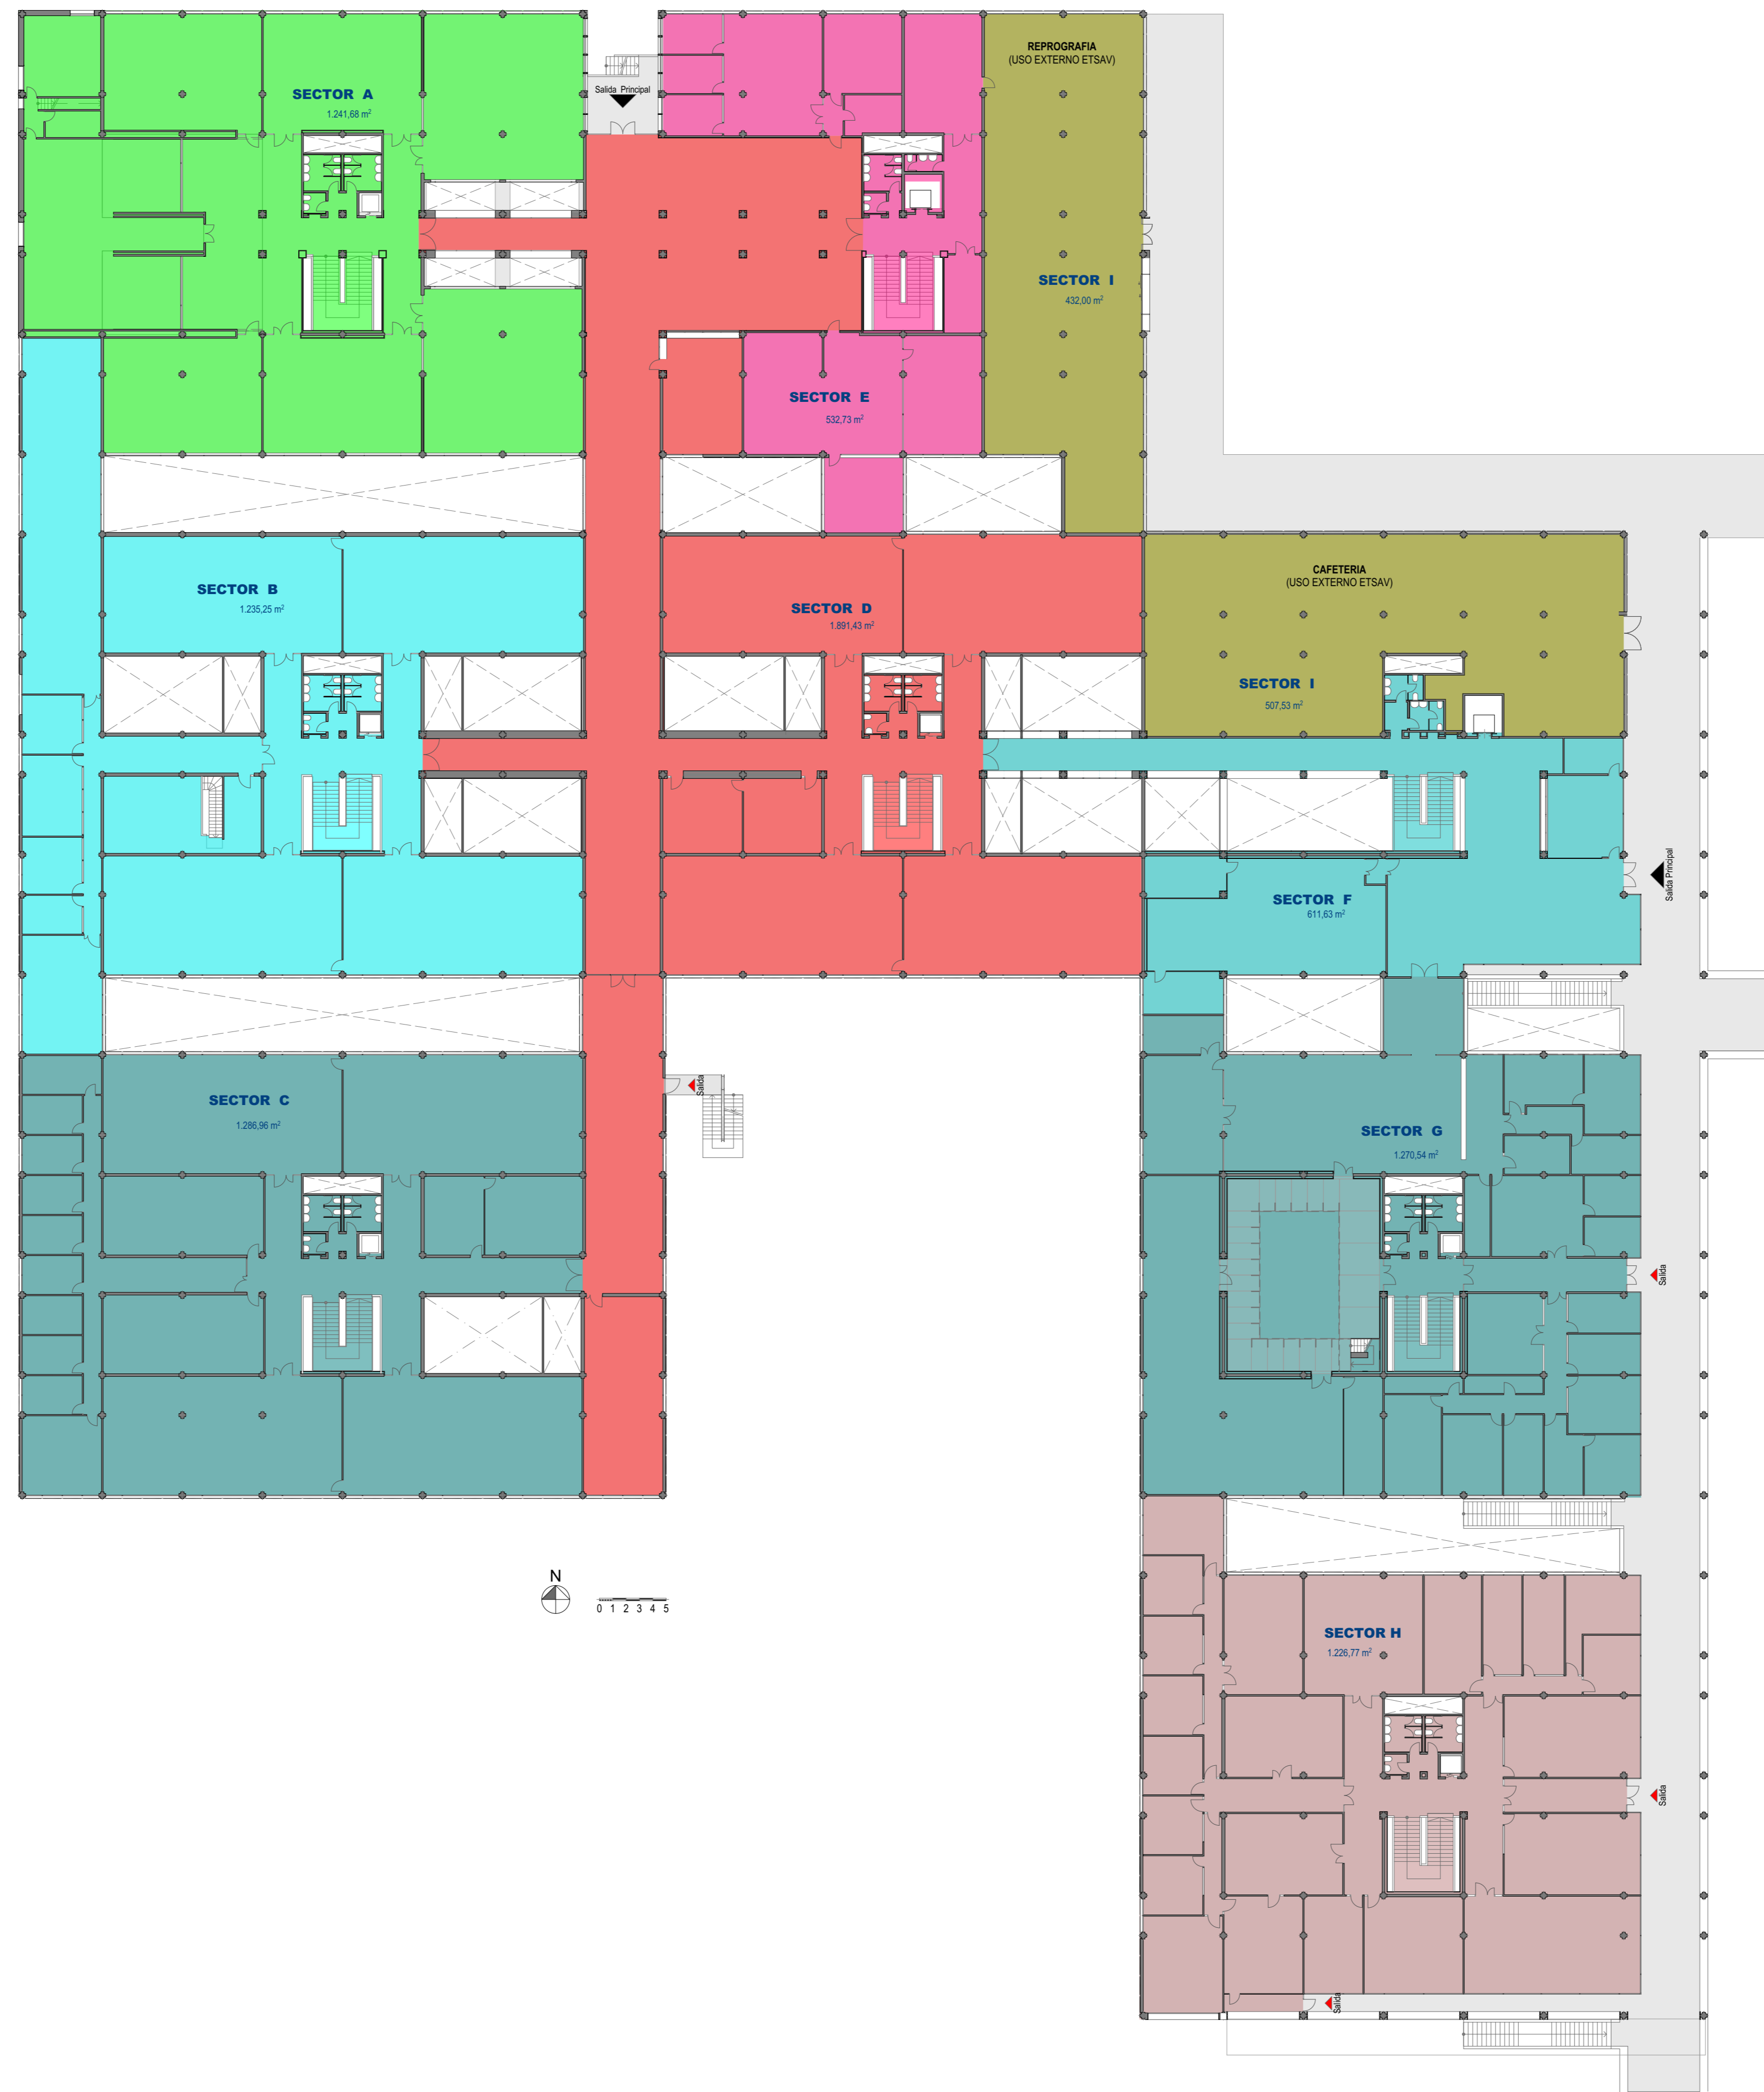 REPROGRAFIA
(USO EXTERNO ETSAV)
SECTOR A
1.241,68 m²
Salida Principal
SECTOR I
432,00 m²
SECTOR E
532,73 m²
CAFETERIA
(USO EXTERNO ETSAV)
SECTOR B
1.235,25 m²
SECTOR D
1.891,43 m²
SECTOR I
507,53 m²
Salida Principal
SECTOR F
611,63 m²
Salida
SECTOR C
1.286,96 m²
SECTOR G
1.270,54 m²
Salida
N
0 1 2 3 4 5
SECTOR H
1.226,77 m²
Salida
Salida